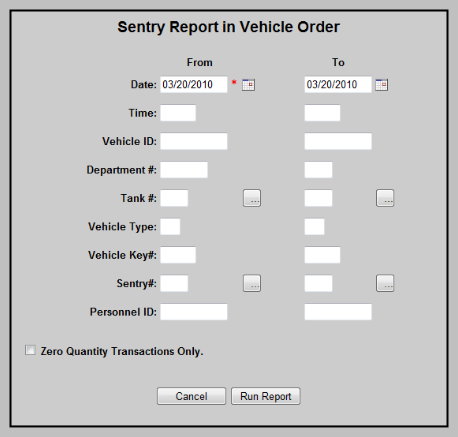 Sentry Report in Vehicle Order
From To
Date: 03/20/2010 * 03/20/2010
Time:
Vehicle ID:
Department #:
Tank #: ... ...
Vehicle Type:
Vehicle Key#:
Sentry#: ... ...
Personnel ID:
Zero Quantity Transactions Only.
Cancel Run Report